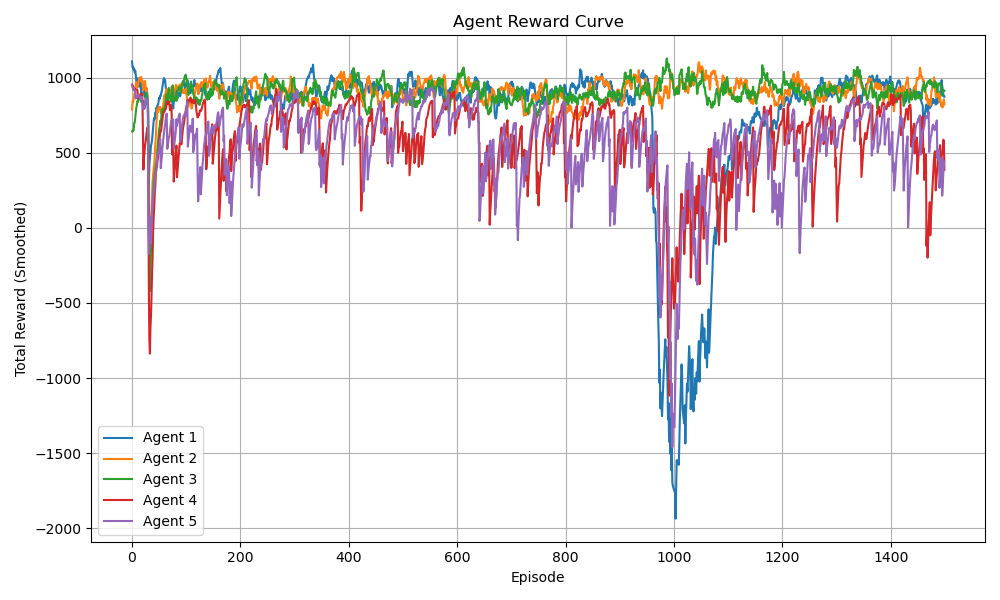 Agent Reward Curve
Total Reward (Smoothed)
1000
500
0
−500
−1000
−1500
−2000
Agent 1
Agent 2
Agent 3
Agent 4
Agent 5
0 200 400 600 800 1000 1200 1400
Episode